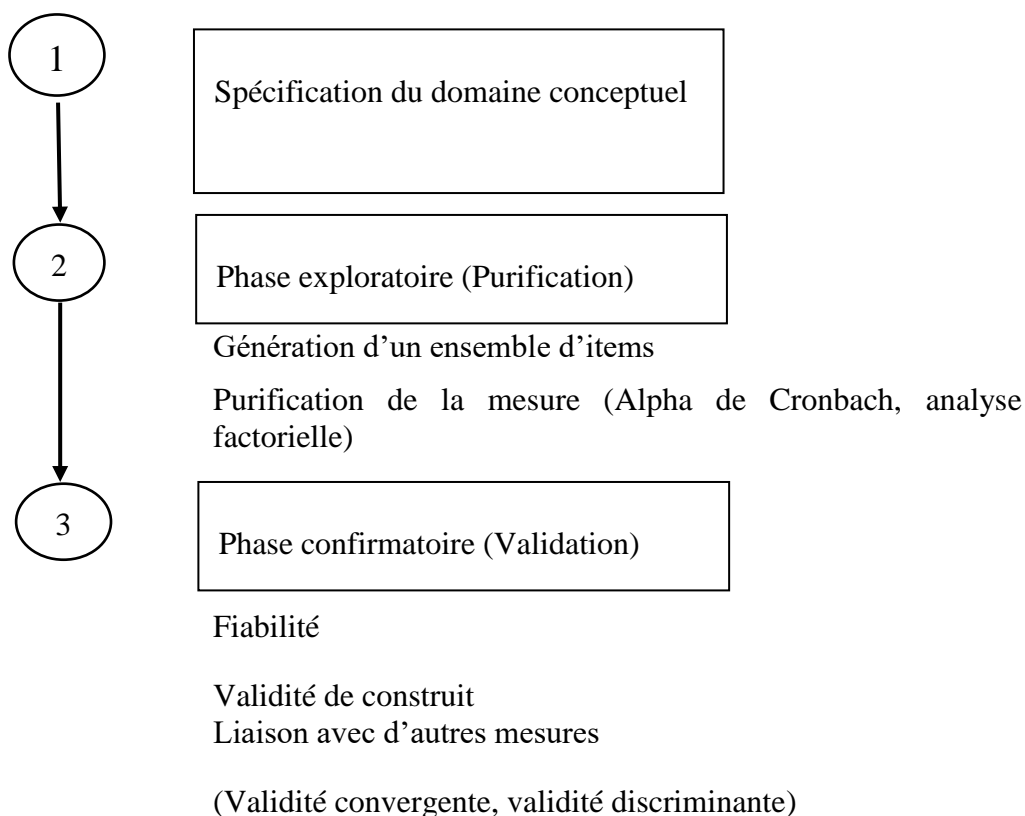 1
Spécification du domaine conceptuel
2
Phase exploratoire (Purification)
Génération d’un ensemble d’items
Purification de la mesure (Alpha de Cronbach, analyse
factorielle)
3
Phase confirmatoire (Validation)
Fiabilité
Validité de construit
Liaison avec d’autres mesures
(Validité convergente, validité discriminante)